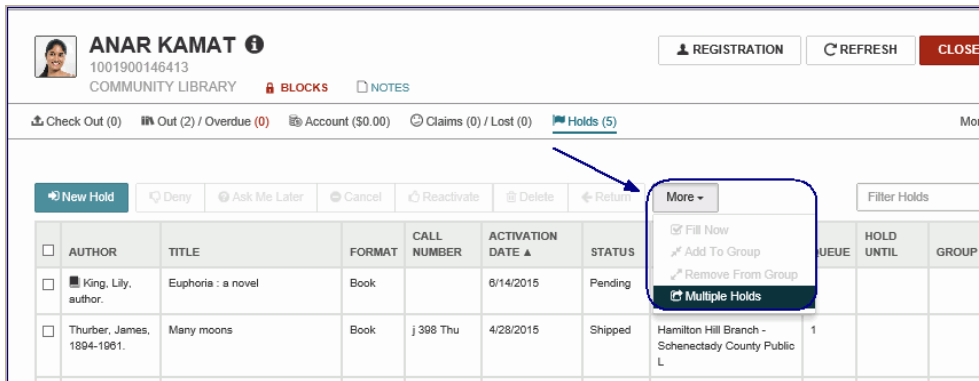 ANAR KAMAT
1001900146413
COMMUNITY LIBRARY BLOCKS NOTES
REGISTRATION REFRESH CLOSE
Check Out (0) Out (2) / Overdue (0) Account ($0.00) Claims (0) / Lost (0) Holds (5) Mor
New Hold Deny Ask Me Later Cancel Reactivate Delete Return More Filter Holds
Fill Now
Add To Group
Remove From Group
Multiple Holds
AUTHOR TITLE FORMAT CALL NUMBER ACTIVATION DATE ▲ STATUS QUEUE HOLD UNTIL GROUP
King, Lily, author. Euphoria : a novel Book 6/14/2015 Pending
Thurber, James, 1894-1961. Many moons Book j 398 Thu 4/28/2015 Shipped Hamilton Hill Branch - Schenectady County Public L 1